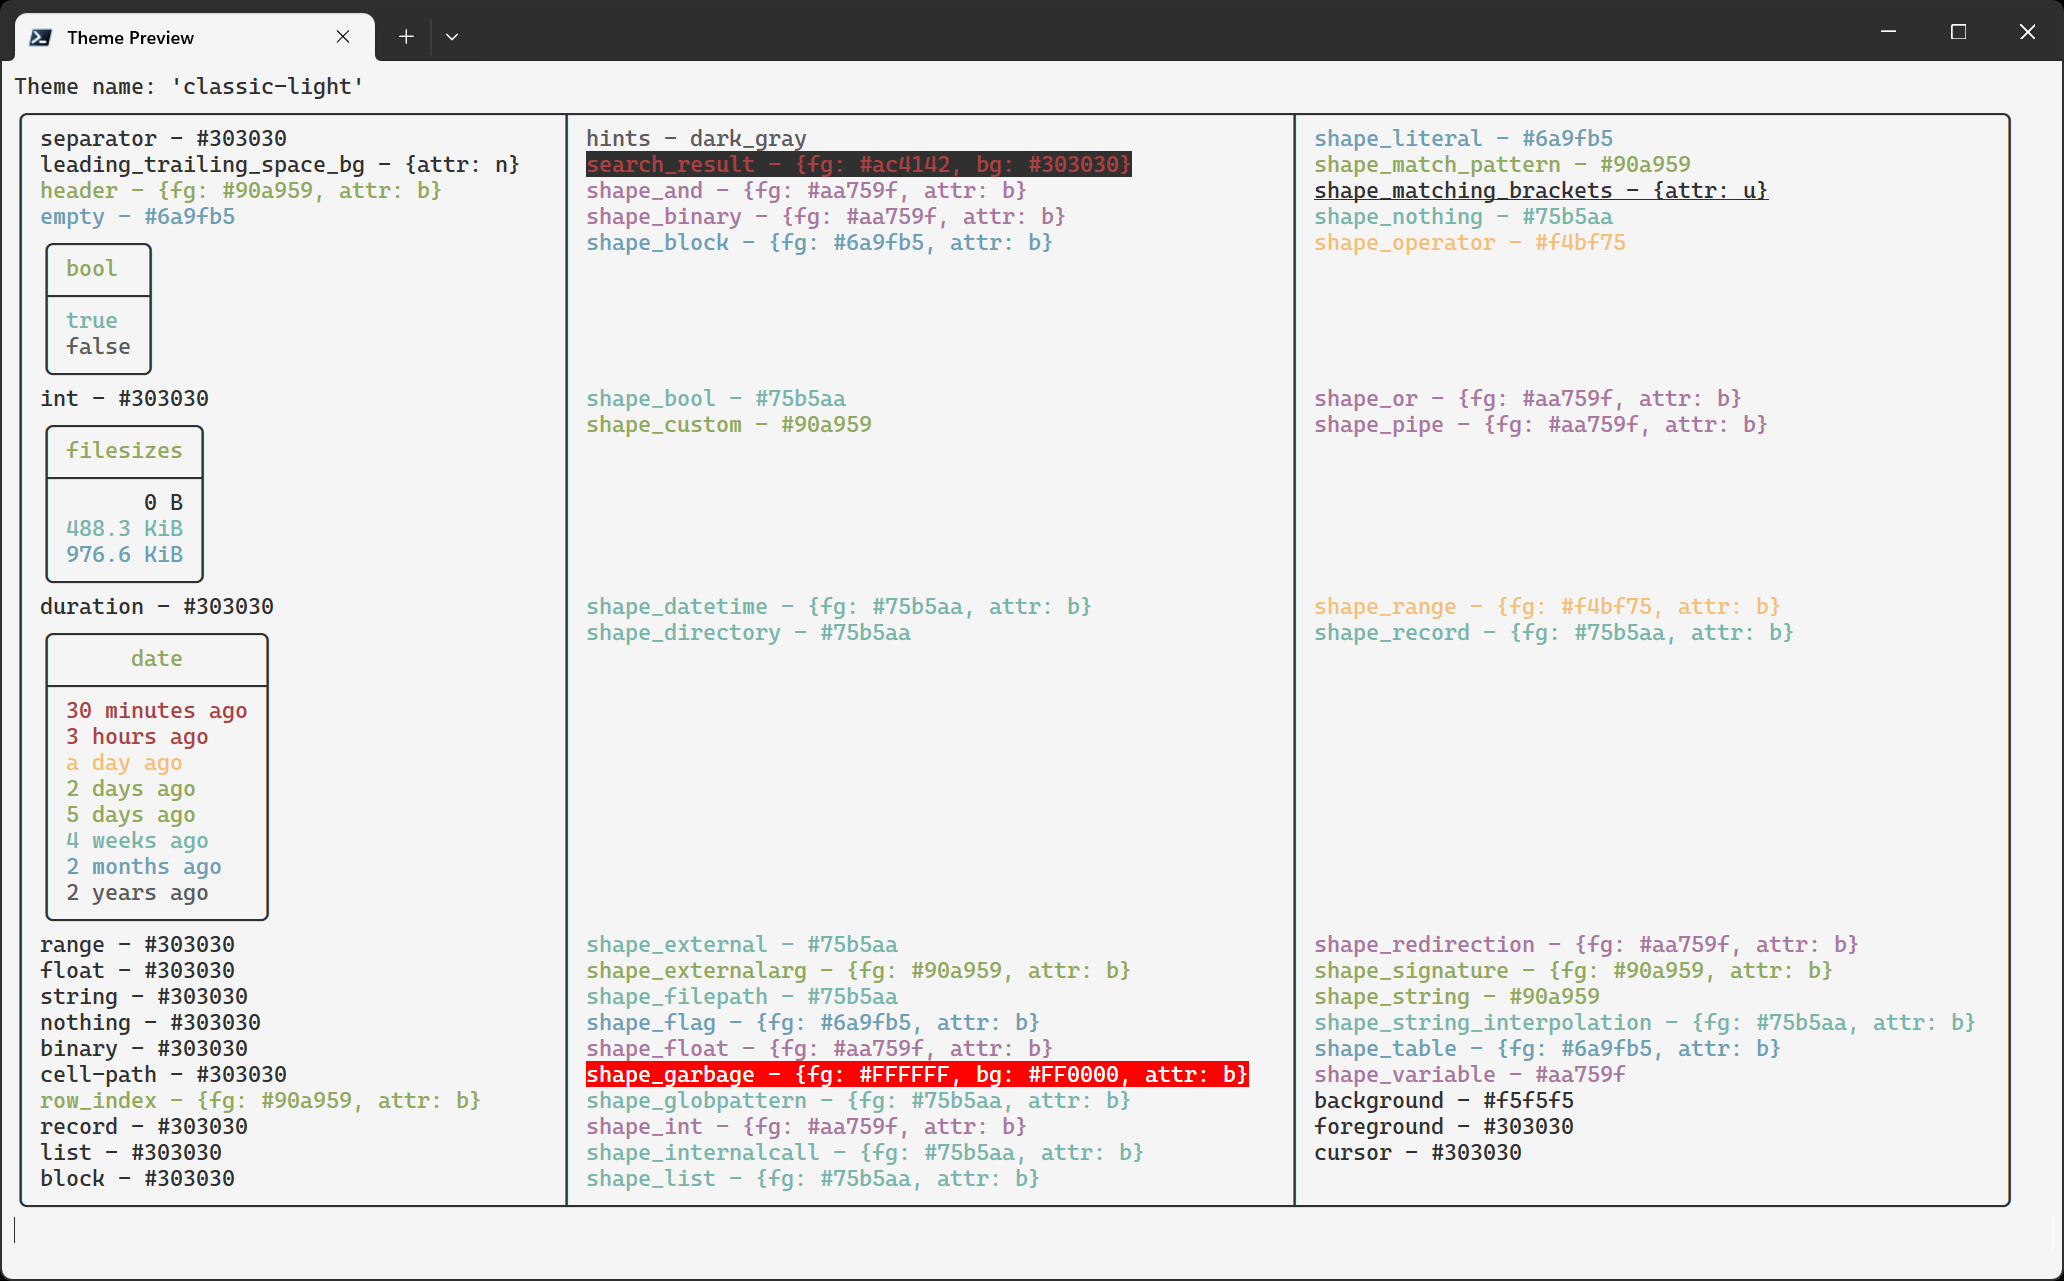 Theme Preview
Theme name: 'classic-light'
separator - #303030
leading_trailing_space_bg - {attr: n}
header - {fg: #90a959, attr: b}
empty - #6a9fb5
bool
true
false
int - #303030
filesizes
0 B
488.3 KiB
976.6 KiB
duration - #303030
date
30 minutes ago
3 hours ago
a day ago
2 days ago
5 days ago
4 weeks ago
2 months ago
2 years ago
range - #303030
float - #303030
string - #303030
nothing - #303030
binary - #303030
cell-path - #303030
row_index - {fg: #90a959, attr: b}
record - #303030
list - #303030
block - #303030
hints - dark_gray
search_result - {fg: #ac4142, bg: #303030}
shape_and - {fg: #aa759f, attr: b}
shape_binary - {fg: #aa759f, attr: b}
shape_block - {fg: #6a9fb5, attr: b}
shape_bool - #75b5aa
shape_custom - #90a959
shape_datetime - {fg: #75b5aa, attr: b}
shape_directory - #75b5aa
shape_external - #75b5aa
shape_externalarg - {fg: #90a959, attr: b}
shape_filepath - #75b5aa
shape_flag - {fg: #6a9fb5, attr: b}
shape_float - {fg: #aa759f, attr: b}
shape_garbage - {fg: #FFFFFF, bg: #FF0000, attr: b}
shape_globpattern - {fg: #75b5aa, attr: b}
shape_int - {fg: #aa759f, attr: b}
shape_internalcall - {fg: #75b5aa, attr: b}
shape_list - {fg: #75b5aa, attr: b}
shape_literal - #6a9fb5
shape_match_pattern - #90a959
shape_matching_brackets - {attr: u}
shape_nothing - #75b5aa
shape_operator - #f4bf75
shape_or - {fg: #aa759f, attr: b}
shape_pipe - {fg: #aa759f, attr: b}
shape_range - {fg: #f4bf75, attr: b}
shape_record - {fg: #75b5aa, attr: b}
shape_redirection - {fg: #aa759f, attr: b}
shape_signature - {fg: #90a959, attr: b}
shape_string - #90a959
shape_string_interpolation - {fg: #75b5aa, attr: b}
shape_table - {fg: #6a9fb5, attr: b}
shape_variable - #aa759f
background - #f5f5f5
foreground - #303030
cursor - #303030